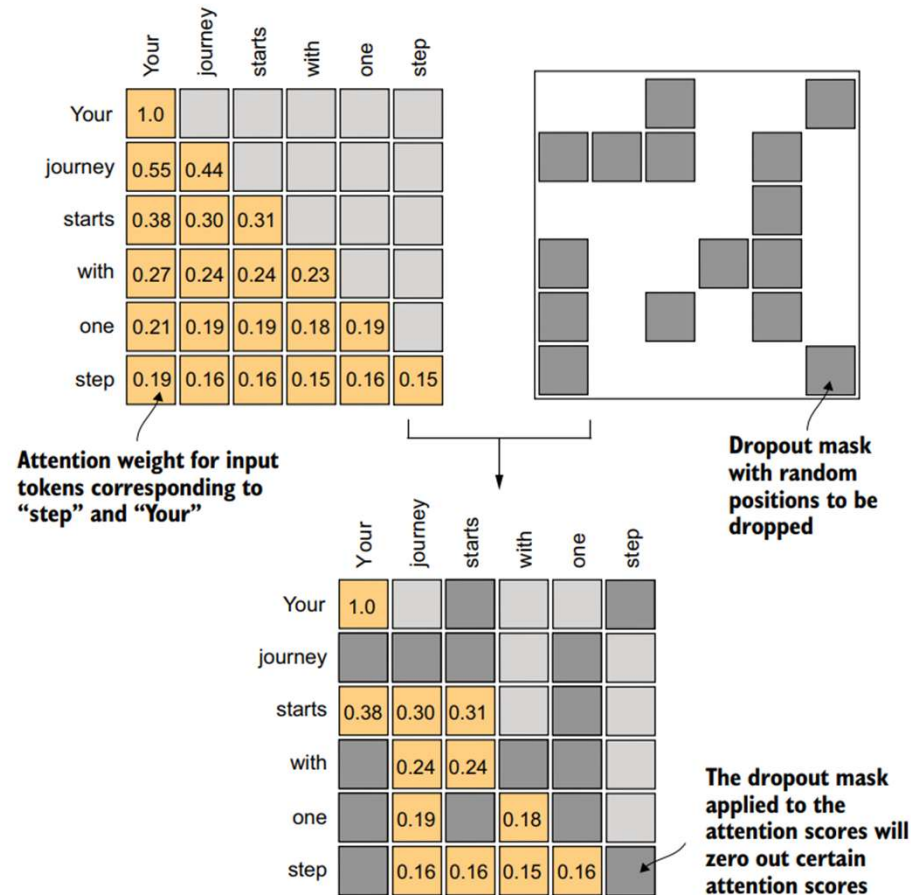 Your journey starts with one step
Your 1.0
journey 0.55 0.44
starts 0.38 0.30 0.31
with 0.27 0.24 0.24 0.23
one 0.21 0.19 0.19 0.18 0.19
step 0.19 0.16 0.16 0.15 0.16 0.15
Attention weight for input
tokens corresponding to
“step” and “Your”
Dropout mask
with random
positions to be
dropped
Your journey starts with one step
Your 1.0
journey
starts 0.38 0.30 0.31
with 0.24 0.24
one 0.19 0.18
step 0.16 0.16 0.15 0.16
The dropout mask
applied to the
attention scores will
zero out certain
attention scores